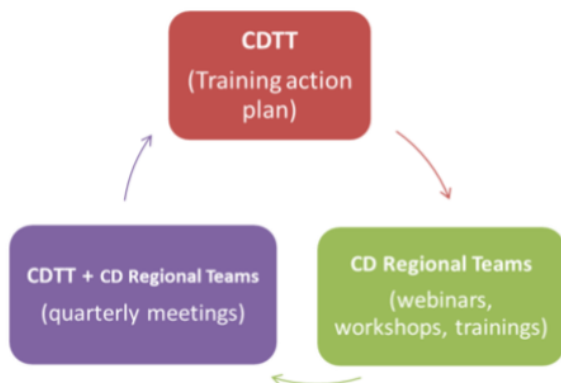 CDTT
(Training action
plan)
CD Regional Teams
(webinars,
workshops, trainings)
CDTT + CD Regional Teams
(quarterly meetings)